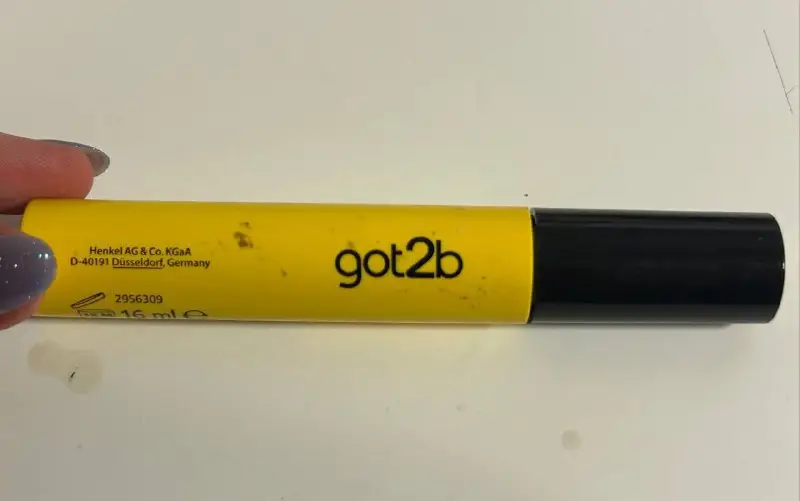 Henkel AG & Co. KGaA
D-40191 Düsseldorf, Germany
got2b
2956309
16 ml ℮